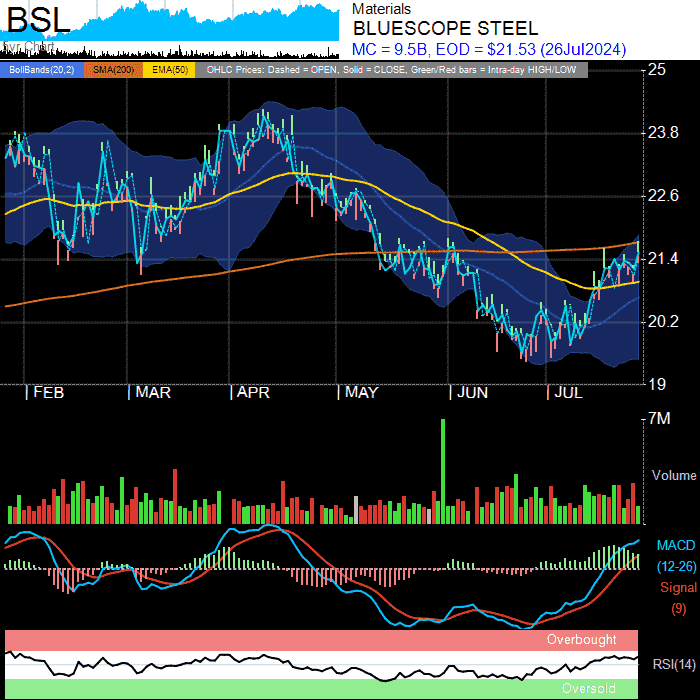 BSL
5yr Chart
Materials
BLUESCOPE STEEL
MC = 9.5B, EOD = $21.53 (26Jul2024)
BollBands(20,2) SMA(200) EMA(50) OHLC Prices: Dashed = OPEN, Solid = CLOSE, Green/Red bars = Intra-day HIGH/LOW
25
23.8
22.6
21.4
20.2
19
| FEB | MAR | APR | MAY | JUN | JUL
7M
Volume
MACD
(12-26)
Signal
(9)
Overbought
RSI(14)
Oversold